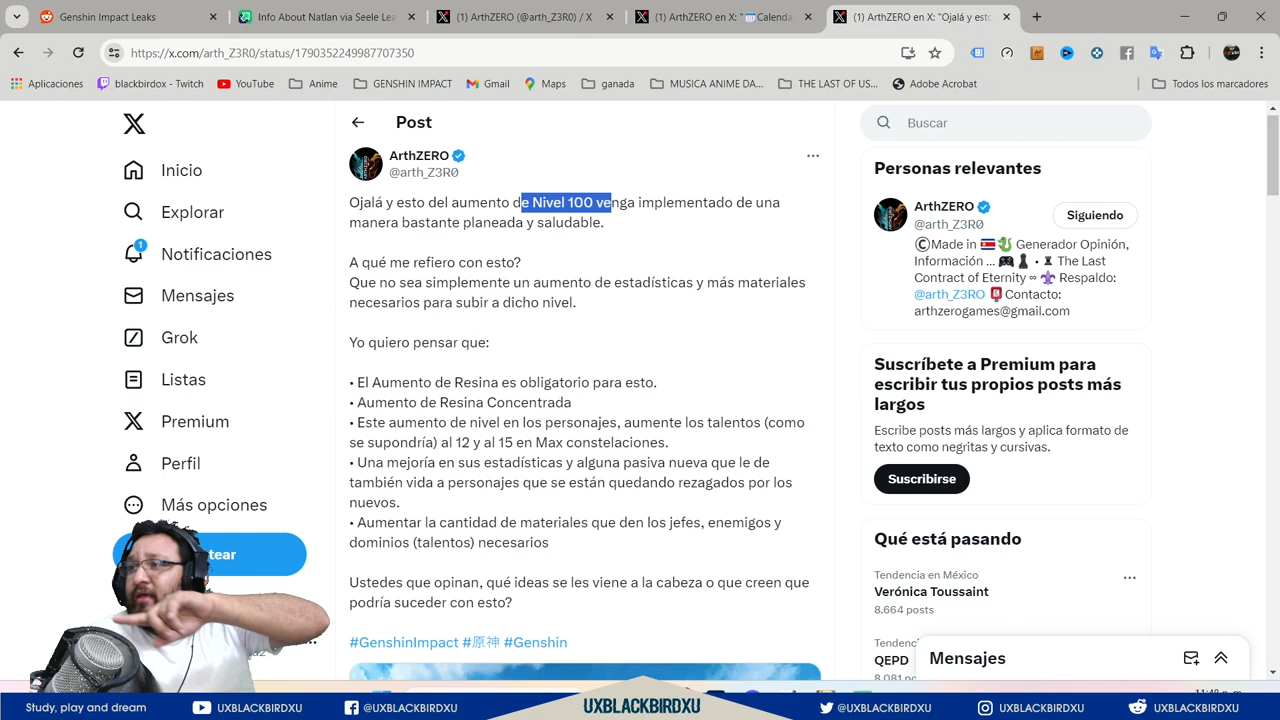 Genshin Impact Leaks
Info About Natlan via Seele Lea
(1) ArthZERO (@arth_Z3R0) / X
(1) ArthZERO en X: "🗓️Calenda
(1) ArthZERO en X: "Ojalá y esto
https://x.com/arth_Z3R0/status/1790352249987707350
Aplicaciones
blackbirdox - Twitch
YouTube
Anime
GENSHIN IMPACT
Gmail
Maps
ganada
MUSICA ANIME DA...
THE LAST OF US...
Adobe Acrobat
Todos los marcadores
Inicio
Explorar
1
Notificaciones
Mensajes
Grok
Listas
Premium
Perfil
Más opciones
tear
Post
ArthZERO
@arth_Z3R0
Ojalá y esto del aumento de Nivel 100 venga implementado de una
manera bastante planeada y saludable.
A qué me refiero con esto?
Que no sea simplemente un aumento de estadísticas y más materiales
necesarios para subir a dicho nivel.
Yo quiero pensar que:
• El Aumento de Resina es obligatorio para esto.
• Aumento de Resina Concentrada
• Este aumento de nivel en los personajes, aumente los talentos (como
se supondría) al 12 y al 15 en Max constelaciones.
• Una mejoría en sus estadísticas y alguna pasiva nueva que le de
también vida a personajes que se están quedando rezagados por los
nuevos.
• Aumentar la cantidad de materiales que den los jefes, enemigos y
dominios (talentos) necesarios
Ustedes que opinan, qué ideas se les viene a la cabeza o que creen que
podría suceder con esto?
#GenshinImpact #原神 #Genshin
Buscar
Personas relevantes
ArthZERO
@arth_Z3R0
Siguiendo
ⒸMade in 🇨🇷🐉 Generador Opinión,
Información ... 🎮♟️ • ♜ The Last
Contract of Eternity ∞ ⚜️ Respaldo:
@arth_Z3RO 📮Contacto:
arthzerogames@gmail.com
Suscríbete a Premium para
escribir tus propios posts más
largos
Escribe posts más largos y aplica formato de
texto como negritas y cursivas.
Suscribirse
Qué está pasando
Tendencia en México
Verónica Toussaint
8.664 posts
Tendenci
QEPD
8.081 posts
Mensajes
Study, play and dream
UXBLACKBIRDXU
@UXBLACKBIRDXU
UXBLACKBIRDXU
@UXBLACKBIRDXU
UXBLACKBIRDXU
UXBLACKBIRDXU